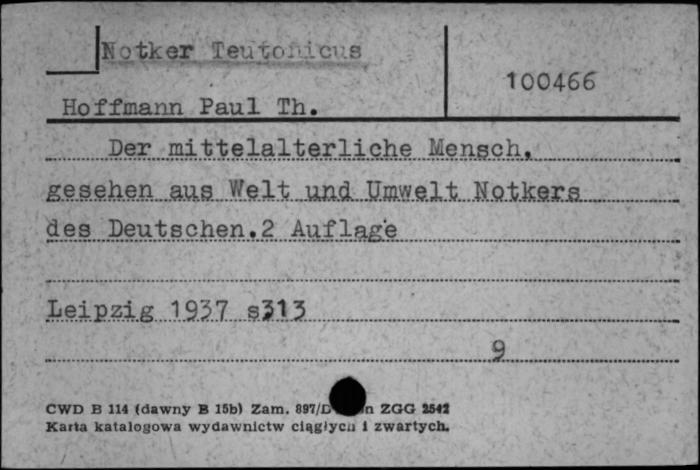 Notker Teutonicus
100466
Hoffmann Paul Th.
Der mittelalterliche Mensch,
gesehen aus Welt und Umwelt Notkers
des Deutschen.2 Auflage
Leipzig 1937 s313
9
CWD B 114 (dawny B 15b) Zam. 897/D n ZGG 2542
Karta katalogowa wydawnictw ciągłych i zwartych.